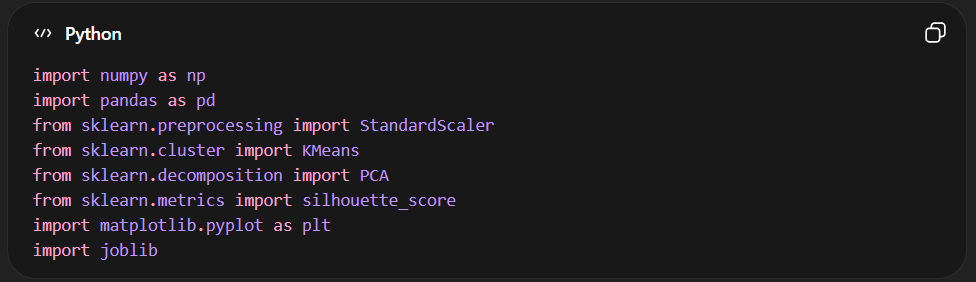 Python
import numpy as np
import pandas as pd
from sklearn.preprocessing import StandardScaler
from sklearn.cluster import KMeans
from sklearn.decomposition import PCA
from sklearn.metrics import silhouette_score
import matplotlib.pyplot as plt
import joblib